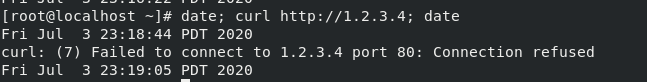 [root@localhost ~]# date; curl http://1.2.3.4; date
Fri Jul  3 23:18:44 PDT 2020
curl: (7) Failed to connect to 1.2.3.4 port 80: Connection refused
Fri Jul  3 23:19:05 PDT 2020